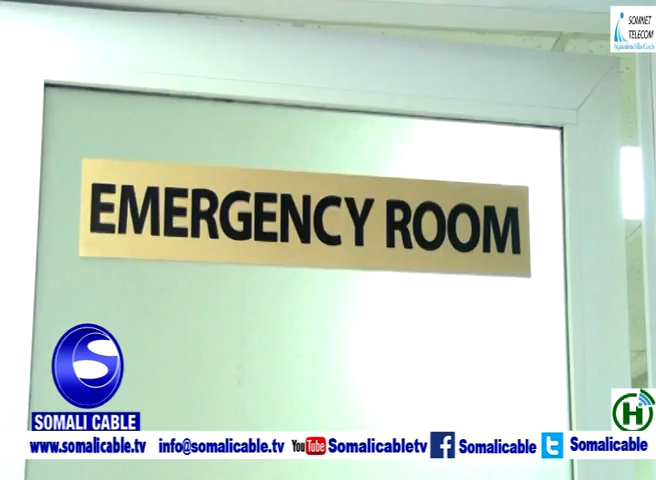 SOMNET
TELECOM
EMERGENCY ROOM
S
SOMALI CABLE
H
www.somalicable.tv info@somalicable.tv YouTube Somalicabletv f Somalicable Somalicable